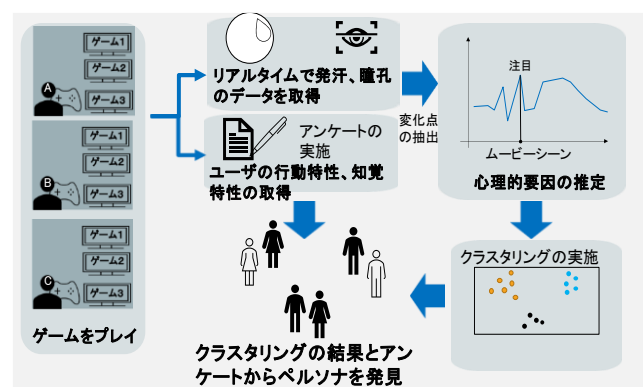 ゲーム1
ゲーム2
A
ゲーム3
ゲーム1
ゲーム2
B
ゲーム3
ゲーム1
ゲーム2
C
ゲーム3
ゲームをプレイ
リアルタイムで発汗、瞳孔
のデータを取得
アンケートの
実施
ユーザの行動特性、知覚
特性の取得
変化点
の抽出
注目
ムービーシーン
心理的要因の推定
クラスタリングの実施
クラスタリングの結果とアン
ケートからペルソナを発見